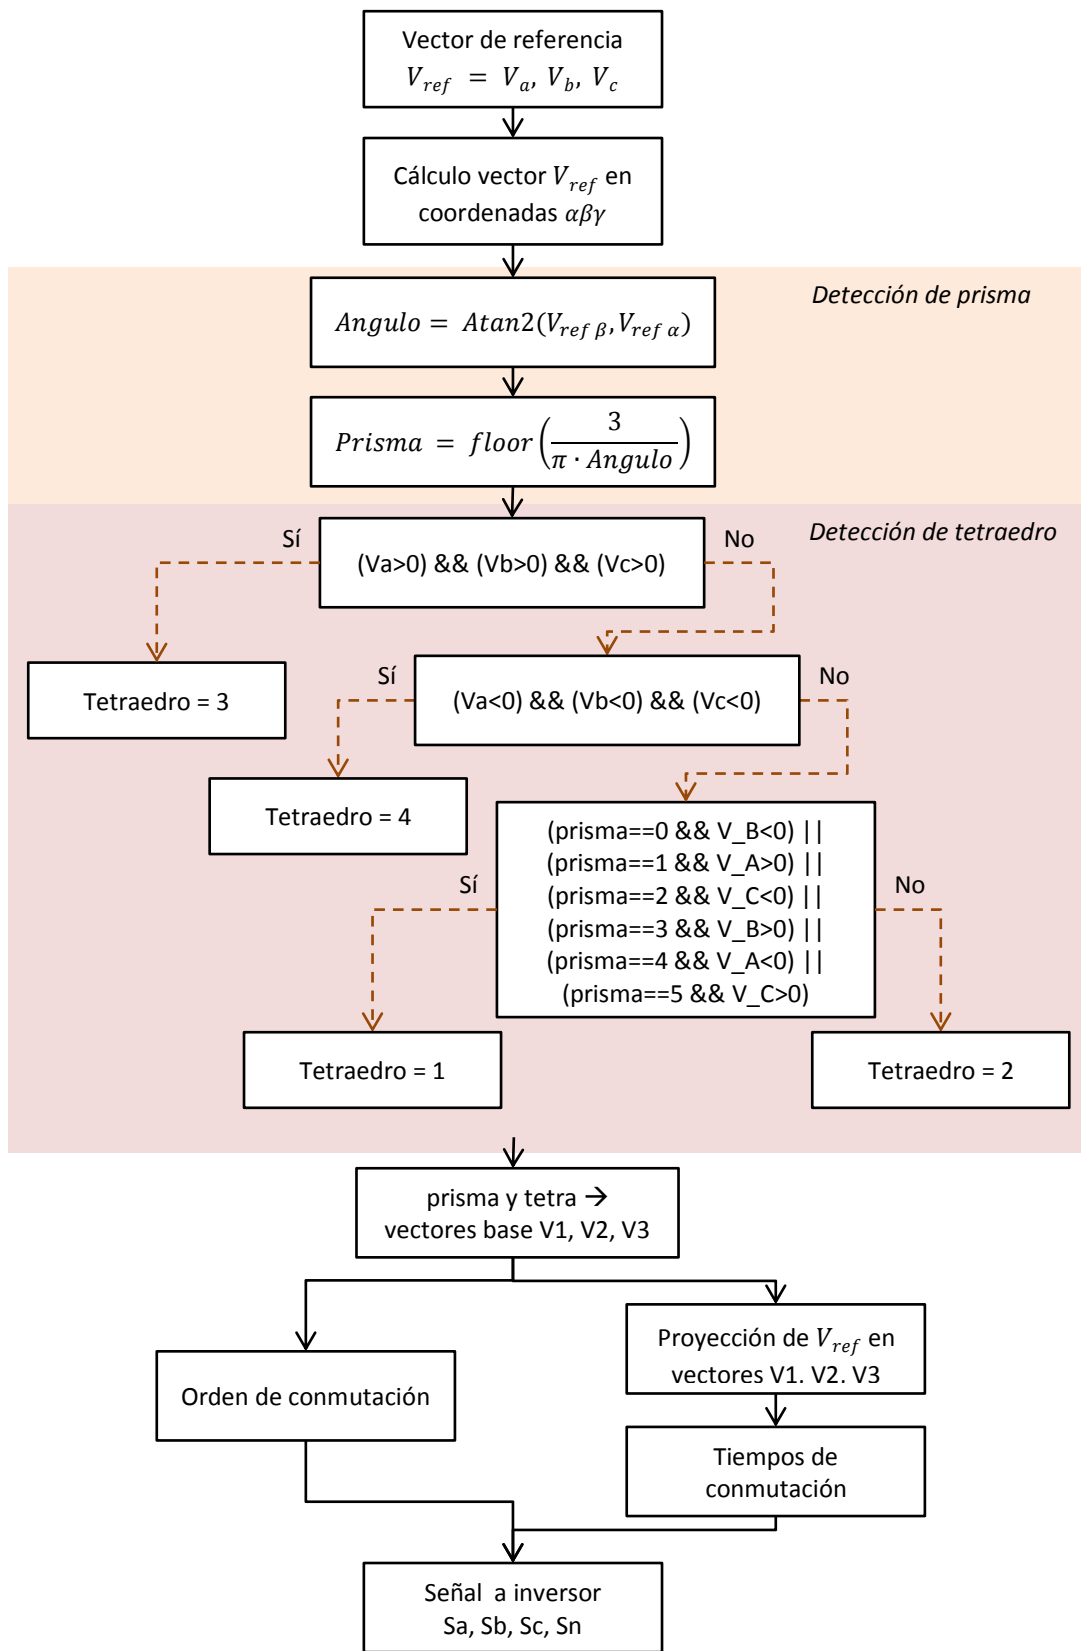 Vector de referencia
V_ref = V_a, V_b, V_c
Cálculo vector V_ref en
coordenadas αβγ
Detección de prisma
Angulo = Atan2(V_ref β, V_ref α)
Prisma = floor(3 / (π · Angulo))
Detección de tetraedro
Sí
No
(Va>0) && (Vb>0) && (Vc>0)
Tetraedro = 3
Sí
No
(Va<0) && (Vb<0) && (Vc<0)
Tetraedro = 4
(prisma==0 && V_B<0) ||
(prisma==1 && V_A>0) ||
(prisma==2 && V_C<0) ||
(prisma==3 && V_B>0) ||
(prisma==4 && V_A<0) ||
(prisma==5 && V_C>0)
Sí
No
Tetraedro = 1
Tetraedro = 2
prisma y tetra →
vectores base V1, V2, V3
Proyección de V_ref en
vectores V1. V2. V3
Orden de conmutación
Tiempos de
conmutación
Señal a inversor
Sa, Sb, Sc, Sn